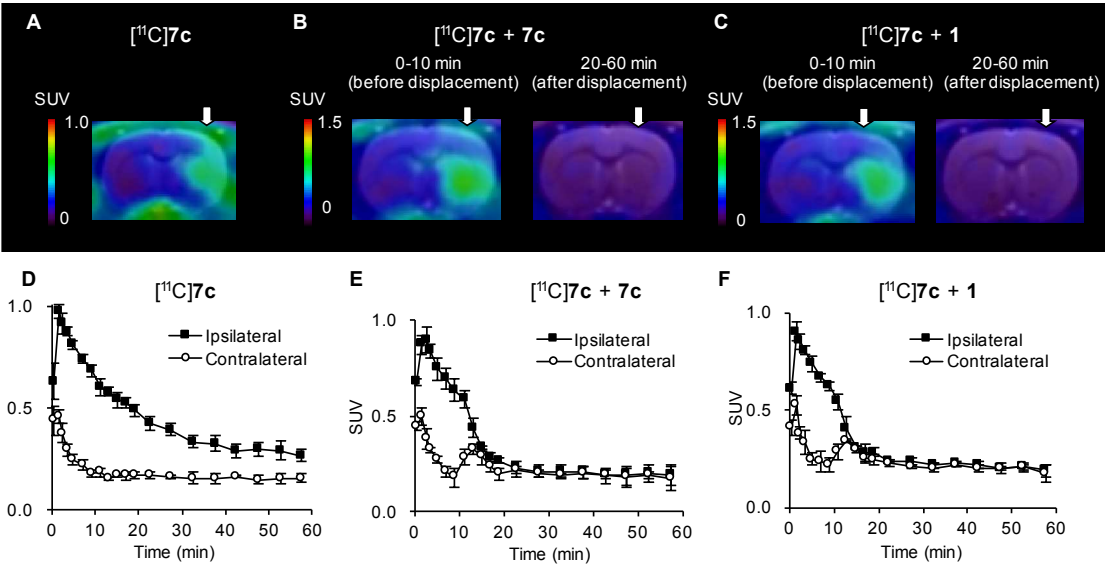 A
[¹¹C]7c
SUV
1.0
0
B
[¹¹C]7c + 7c
0-10 min
(before displacement)
20-60 min
(after displacement)
SUV
1.5
0
C
[¹¹C]7c + 1
0-10 min
(before displacement)
20-60 min
(after displacement)
SUV
1.5
0
D
[¹¹C]7c
1.0
0.5
0.0
Ipsilateral
Contralateral
0 10 20 30 40 50 60
Time (min)
E
[¹¹C]7c + 7c
1.0
0.5
0.0
Ipsilateral
Contralateral
0 10 20 30 40 50 60
Time (min)
F
[¹¹C]7c + 1
SUV
1.0
0.5
0.0
Ipsilateral
Contralateral
0 10 20 30 40 50 60
Time (min)